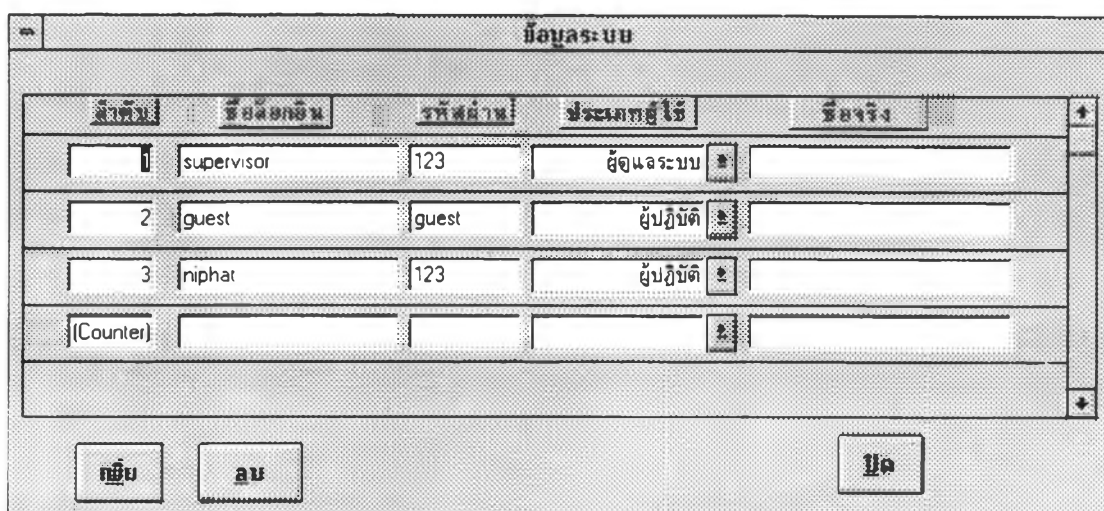 ข้อมูลระบบ
ลำดับ ชื่อล็อกอิน รหัสผ่าน ประเภทผู้ใช้ ชื่อจริง
1 supervisor 123 ผู้ดูแลระบบ
2 guest guest ผู้ปฏิบัติ
3 niphat 123 ผู้ปฏิบัติ
(Counter)
เพิ่ม ลบ ปิด